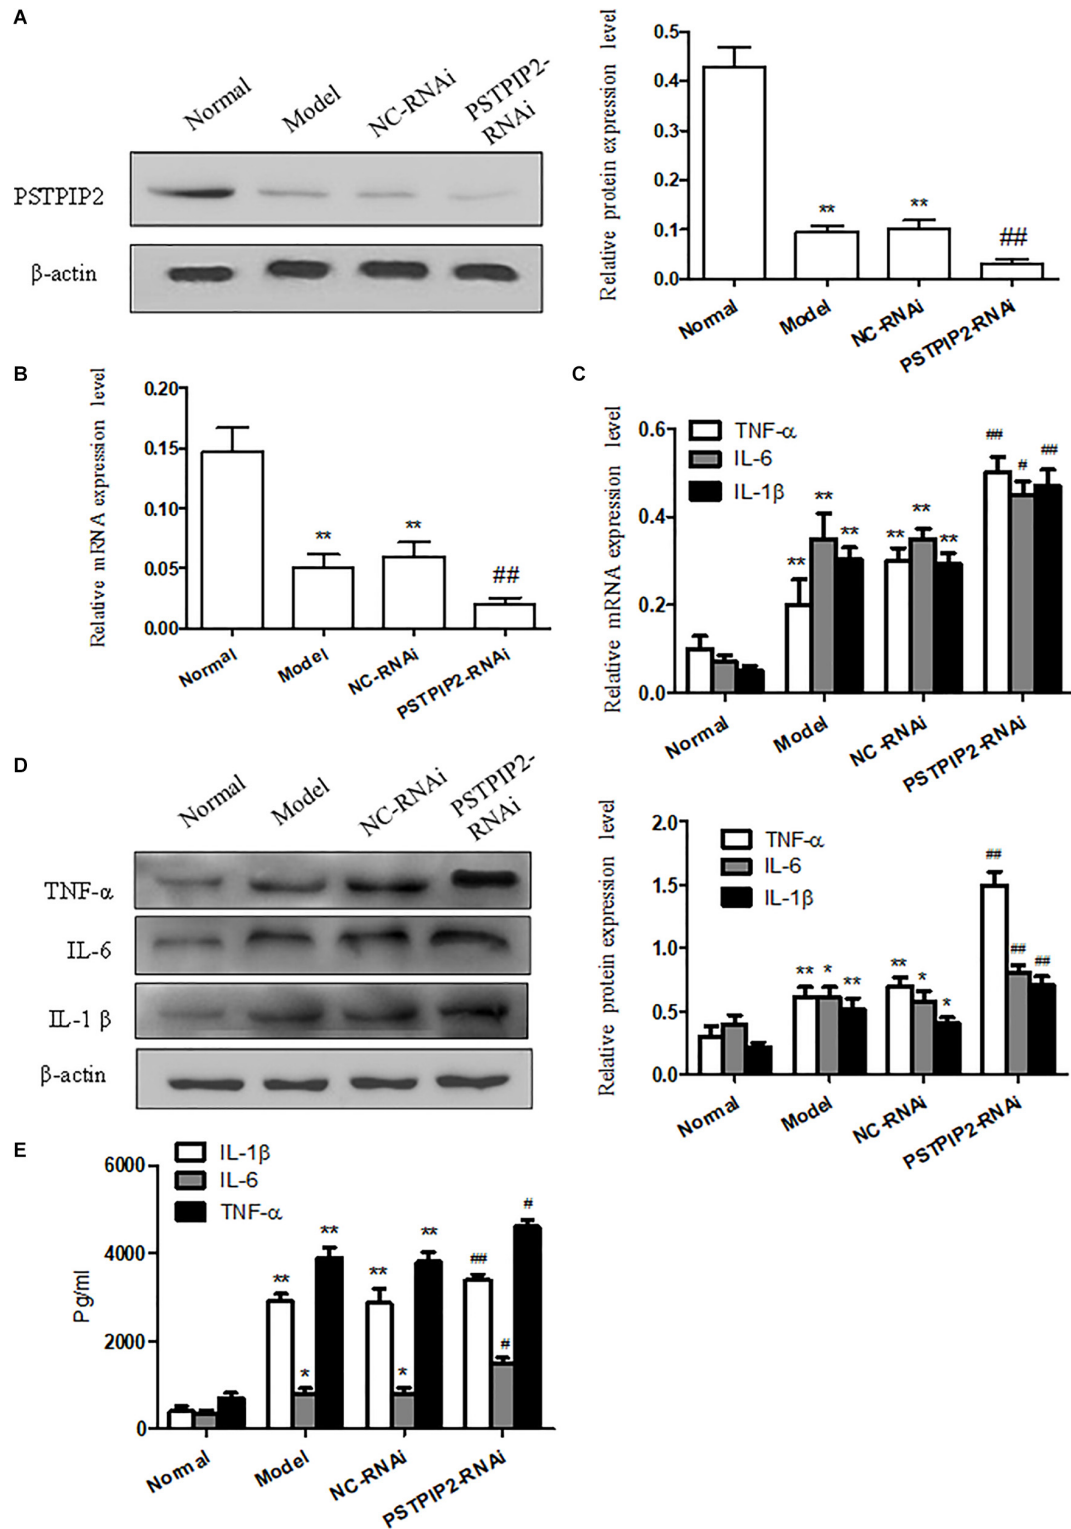 A
Normal
Model
NC-RNAi
PSTPIP2-
RNAi
PSTPIP2
β-actin
Relative protein expression level
0.5
0.4
0.3
0.2
0.1
0.0
**
**
##
Normal
Model
NC-RNAi
PSTPIP2-RNAi
B
Relative mRNA expression level
0.20
0.15
0.10
0.05
0.00
**
**
##
Normal
Model
NC-RNAi
PSTPIP2-RNAi
C
Relative mRNA expression level
0.6
0.4
0.2
0.0
TNF-α
IL-6
IL-1β
**
**
**
**
**
**
##
#
##
Normal
Model
NC-RNAi
PSTPIP2-RNAi
D
Normal
Model
NC-RNAi
PSTPIP2-
RNAi
TNF-α
IL-6
IL-1 β
β-actin
Relative protein expression level
2.0
1.5
1.0
0.5
0.0
TNF-α
IL-6
IL-1β
**
*
**
**
*
*
##
##
##
Normal
Model
NC-RNAi
PSTPIP2-RNAi
E
Pg/ml
6000
4000
2000
0
IL-1β
IL-6
TNF-α
**
*
**
**
*
**
##
#
#
Normal
Model
NC-RNAi
PSTPIP2-RNAi